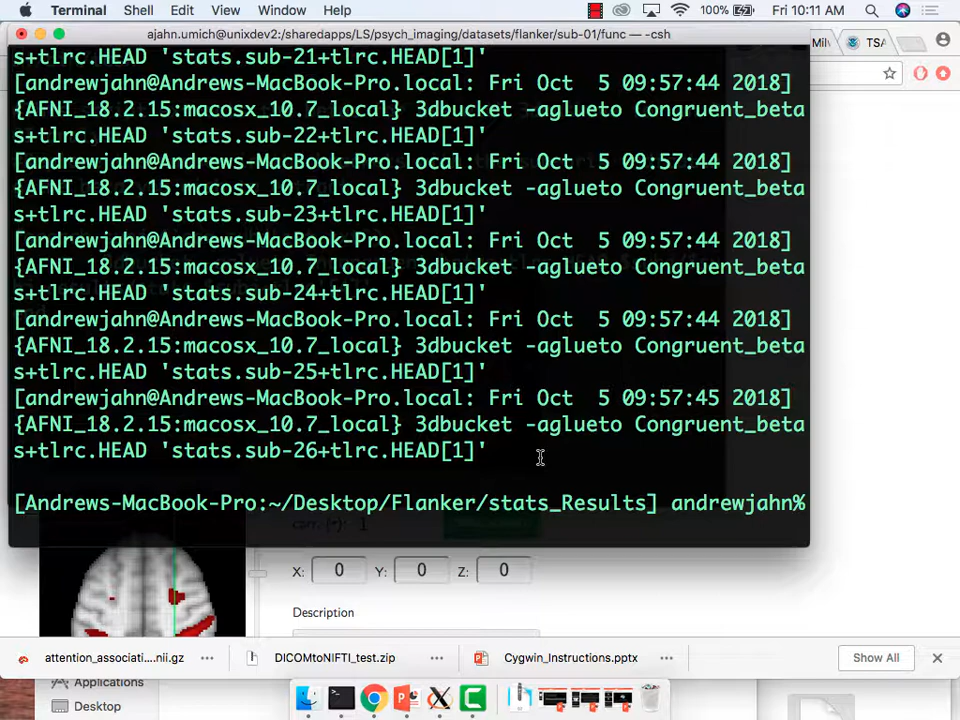 Terminal Shell Edit View Window Help 100% Fri Oct 5 10:11 AM
andrewjahn.umich@unixdev2:/sharedapps/LS/psych_imaging/datasets/flanker/sub-01/func — -csh
s+tlrc.HEAD 'stats.sub-21+tlrc.HEAD[1]'
[andrewjahn@Andrews-MacBook-Pro.local: Fri Oct  5 09:57:44 2018]
{AFNI_18.2.15:macosx_10.7_local} 3dbucket -aglueto Congruent_beta
s+tlrc.HEAD 'stats.sub-22+tlrc.HEAD[1]'
[andrewjahn@Andrews-MacBook-Pro.local: Fri Oct  5 09:57:44 2018]
{AFNI_18.2.15:macosx_10.7_local} 3dbucket -aglueto Congruent_beta
s+tlrc.HEAD 'stats.sub-23+tlrc.HEAD[1]'
[andrewjahn@Andrews-MacBook-Pro.local: Fri Oct  5 09:57:44 2018]
{AFNI_18.2.15:macosx_10.7_local} 3dbucket -aglueto Congruent_beta
s+tlrc.HEAD 'stats.sub-24+tlrc.HEAD[1]'
[andrewjahn@Andrews-MacBook-Pro.local: Fri Oct  5 09:57:44 2018]
{AFNI_18.2.15:macosx_10.7_local} 3dbucket -aglueto Congruent_beta
s+tlrc.HEAD 'stats.sub-25+tlrc.HEAD[1]'
[andrewjahn@Andrews-MacBook-Pro.local: Fri Oct  5 09:57:45 2018]
{AFNI_18.2.15:macosx_10.7_local} 3dbucket -aglueto Congruent_beta
s+tlrc.HEAD 'stats.sub-26+tlrc.HEAD[1]'
[Andrews-MacBook-Pro:~/Desktop/Flanker/stats_Results] andrewjahn%
X: 0 Y: 0 Z: 0
Description
attention_associati....nii.gz DICOMtoNIFTI_test.zip Cygwin_Instructions.pptx Show All
Applications
Desktop